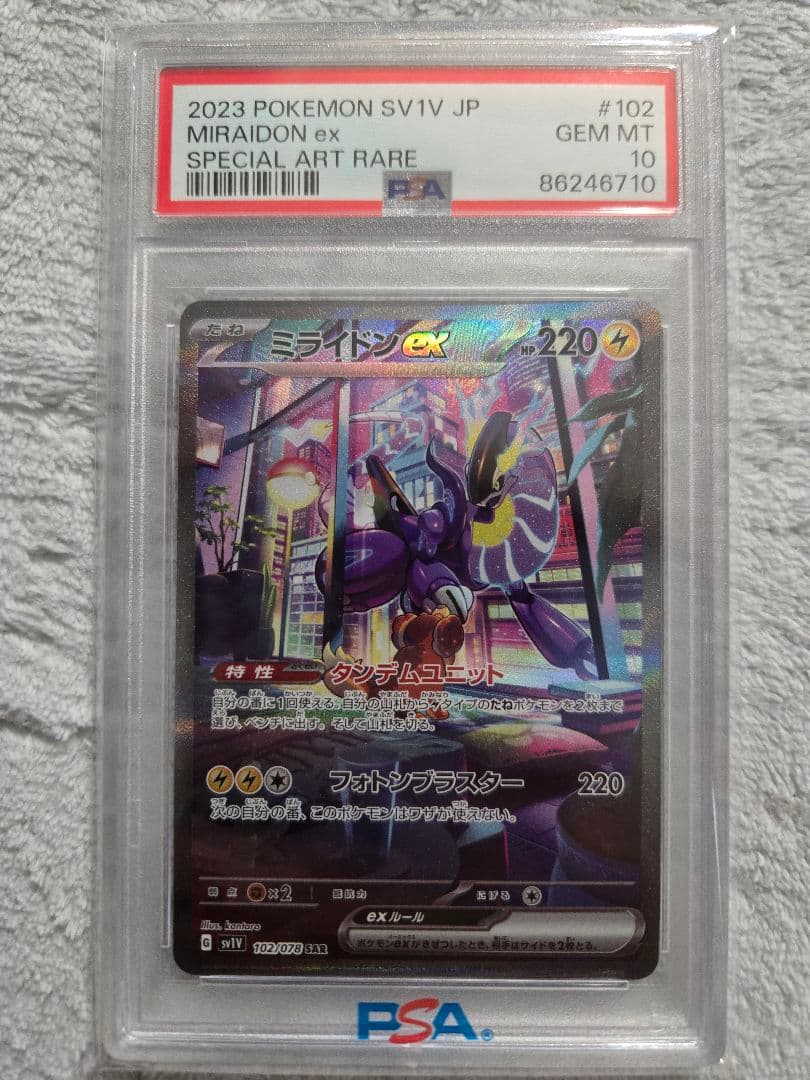 2023 POKEMON SV1V JP #102
MIRAIDON ex GEM MT
SPECIAL ART RARE 10
PSA 86246710
たね ミライドンex HP 220
特性 とくせい タンデムユニット
自分の番に1回使える。自分の山札からタイプのたねポケモンを2枚まで
選び、ベンチに出す。そして山札を切る。
フォトンブラスター 220
次の自分の番、このポケモンはワザが使えない。
弱点 ×2 抵抗力 にげる
exルール
ポケモンexがきぜつしたとき、相手はサイドを2枚とる。
Illus. kantaro
G sv1V 102/078 SAR
PSA®